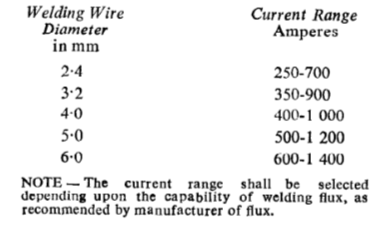 Welding Wire Current Range
Diameter Amperes
in mm
2·4 250-700
3·2 350-900
4·0 400-1 000
5·0 500-1 200
6·0 600-1 400
NOTE — The current range shall be selected
depending upon the capability of welding flux, as
recommended by manufacturer of flux.